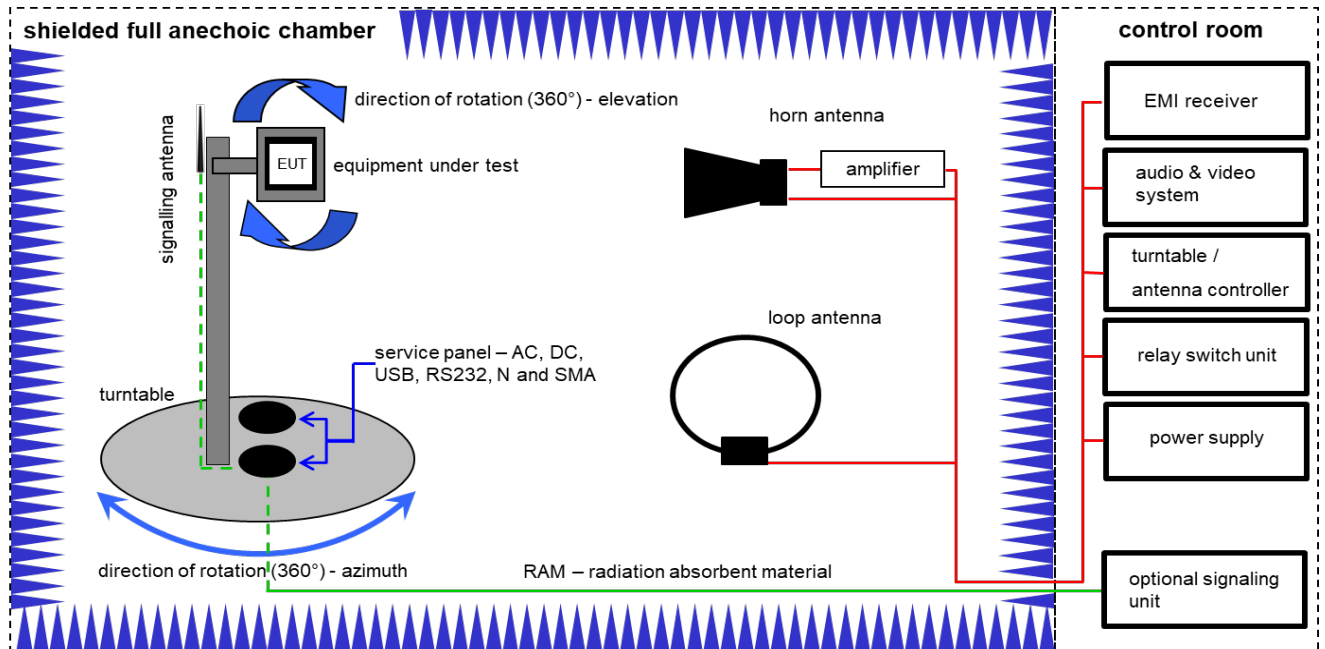 shielded full anechoic chamber
control room
direction of rotation (360°) - elevation
signalling antenna
EUT
equipment under test
horn antenna
amplifier
loop antenna
service panel – AC, DC,
USB, RS232, N and SMA
turntable
direction of rotation (360°) - azimuth
RAM – radiation absorbent material
EMI receiver
audio & video
system
turntable /
antenna controller
relay switch unit
power supply
optional signaling
unit